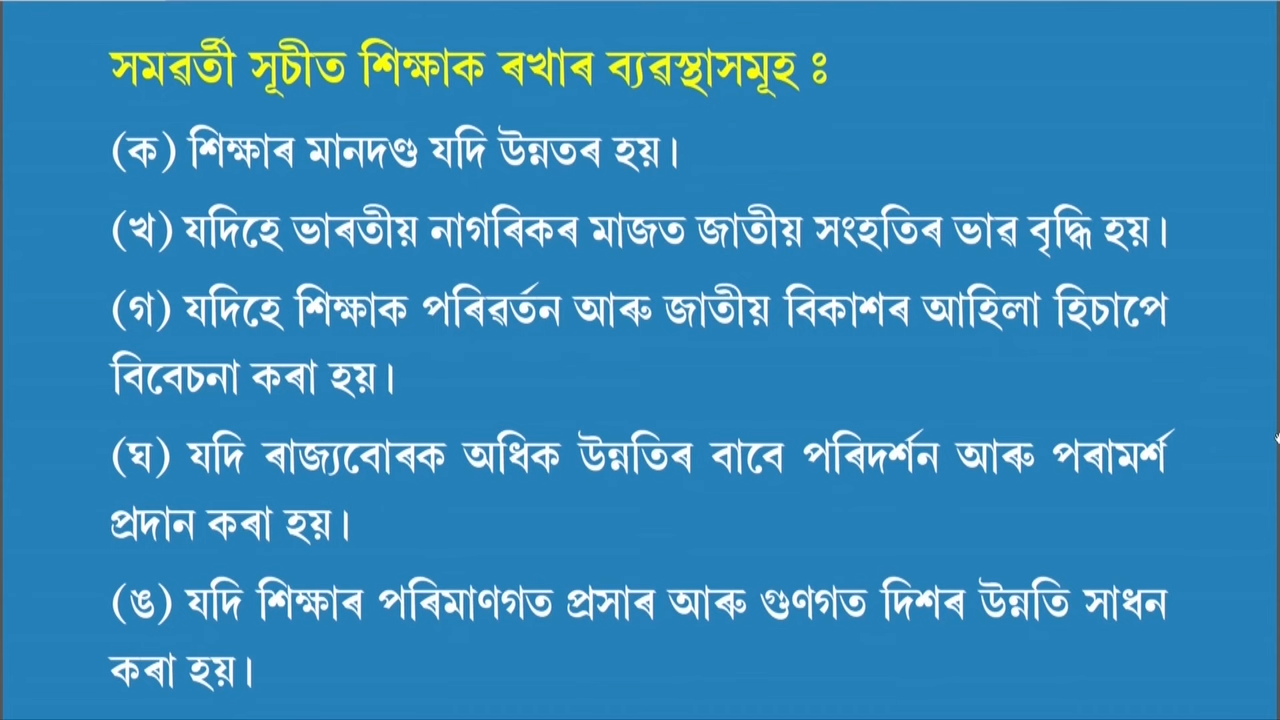 সমৱৰ্তী সূচীত শিক্ষাক ৰখাৰ ব্যৱস্থাসমূহ ঃ
(ক) শিক্ষাৰ মানদণ্ড যদি উন্নতৰ হয়।
(খ) যদিহে ভাৰতীয় নাগৰিকৰ মাজত জাতীয় সংহতিৰ ভাৱ বৃদ্ধি হয়।
(গ) যদিহে শিক্ষাক পৰিৱৰ্তন আৰু জাতীয় বিকাশৰ আহিলা হিচাপে
বিবেচনা কৰা হয়।
(ঘ) যদি ৰাজ্যবোৰক অধিক উন্নতিৰ বাবে পৰিদৰ্শন আৰু পৰামৰ্শ
প্ৰদান কৰা হয়।
(ঙ) যদি শিক্ষাৰ পৰিমাণগত প্ৰসাৰ আৰু গুণগত দিশৰ উন্নতি সাধন
কৰা হয়।